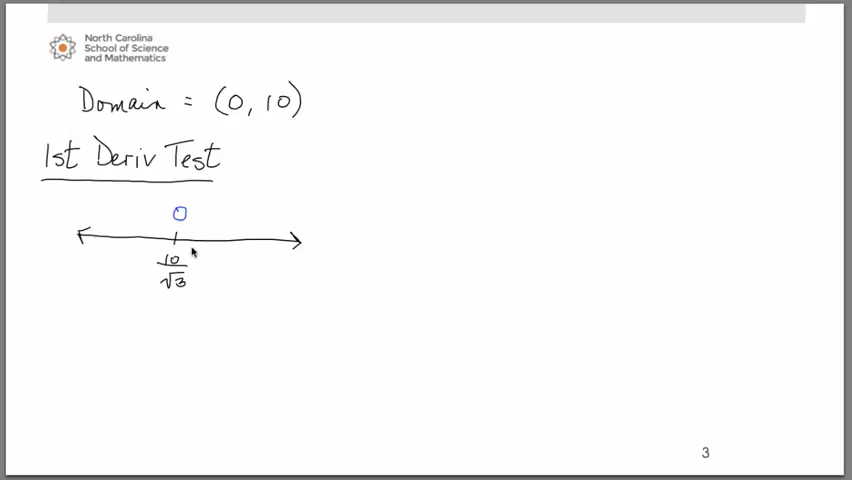 North Carolina
School of Science
and Mathematics
Domain = (0, 10)
1st Deriv Test
0
10
√3
3